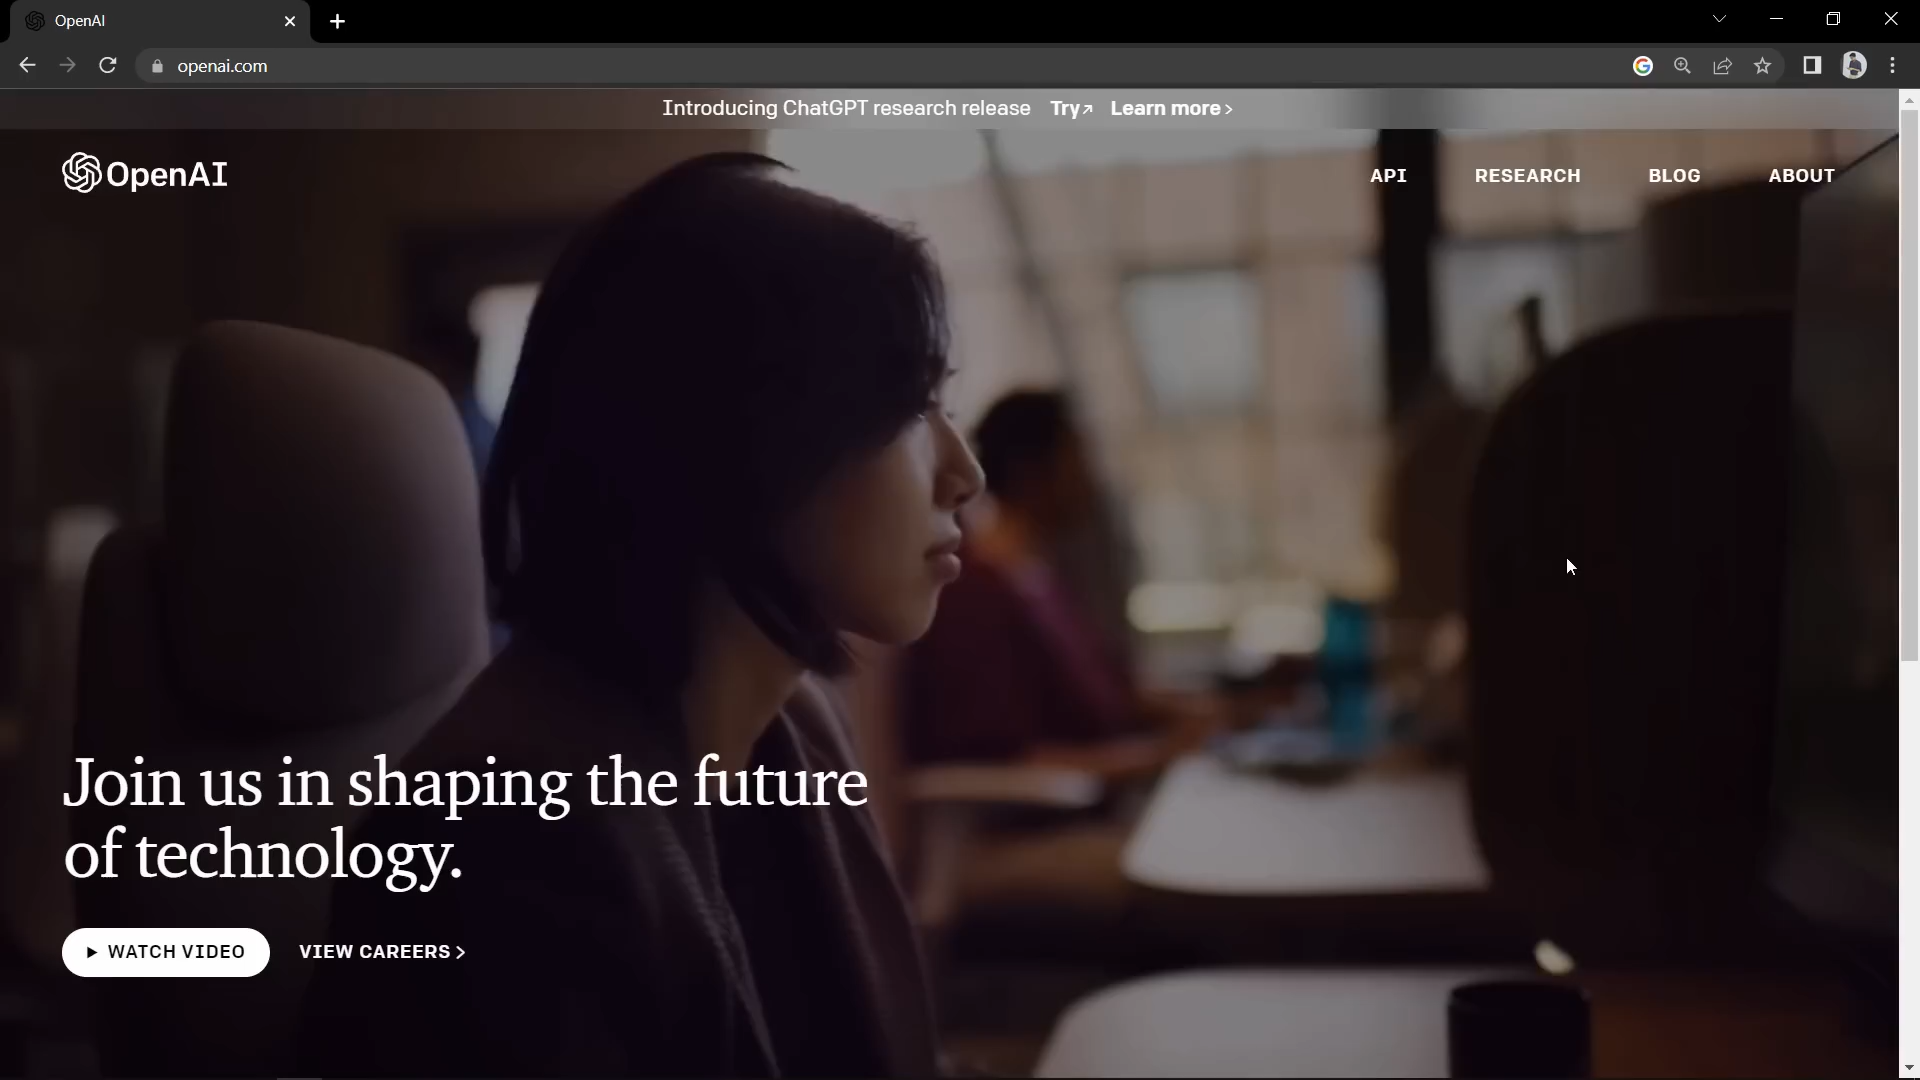 OpenAI
openai.com
Introducing ChatGPT research release Try↗ Learn more >
OpenAI
API RESEARCH BLOG ABOUT
Join us in shaping the future
of technology.
WATCH VIDEO VIEW CAREERS >